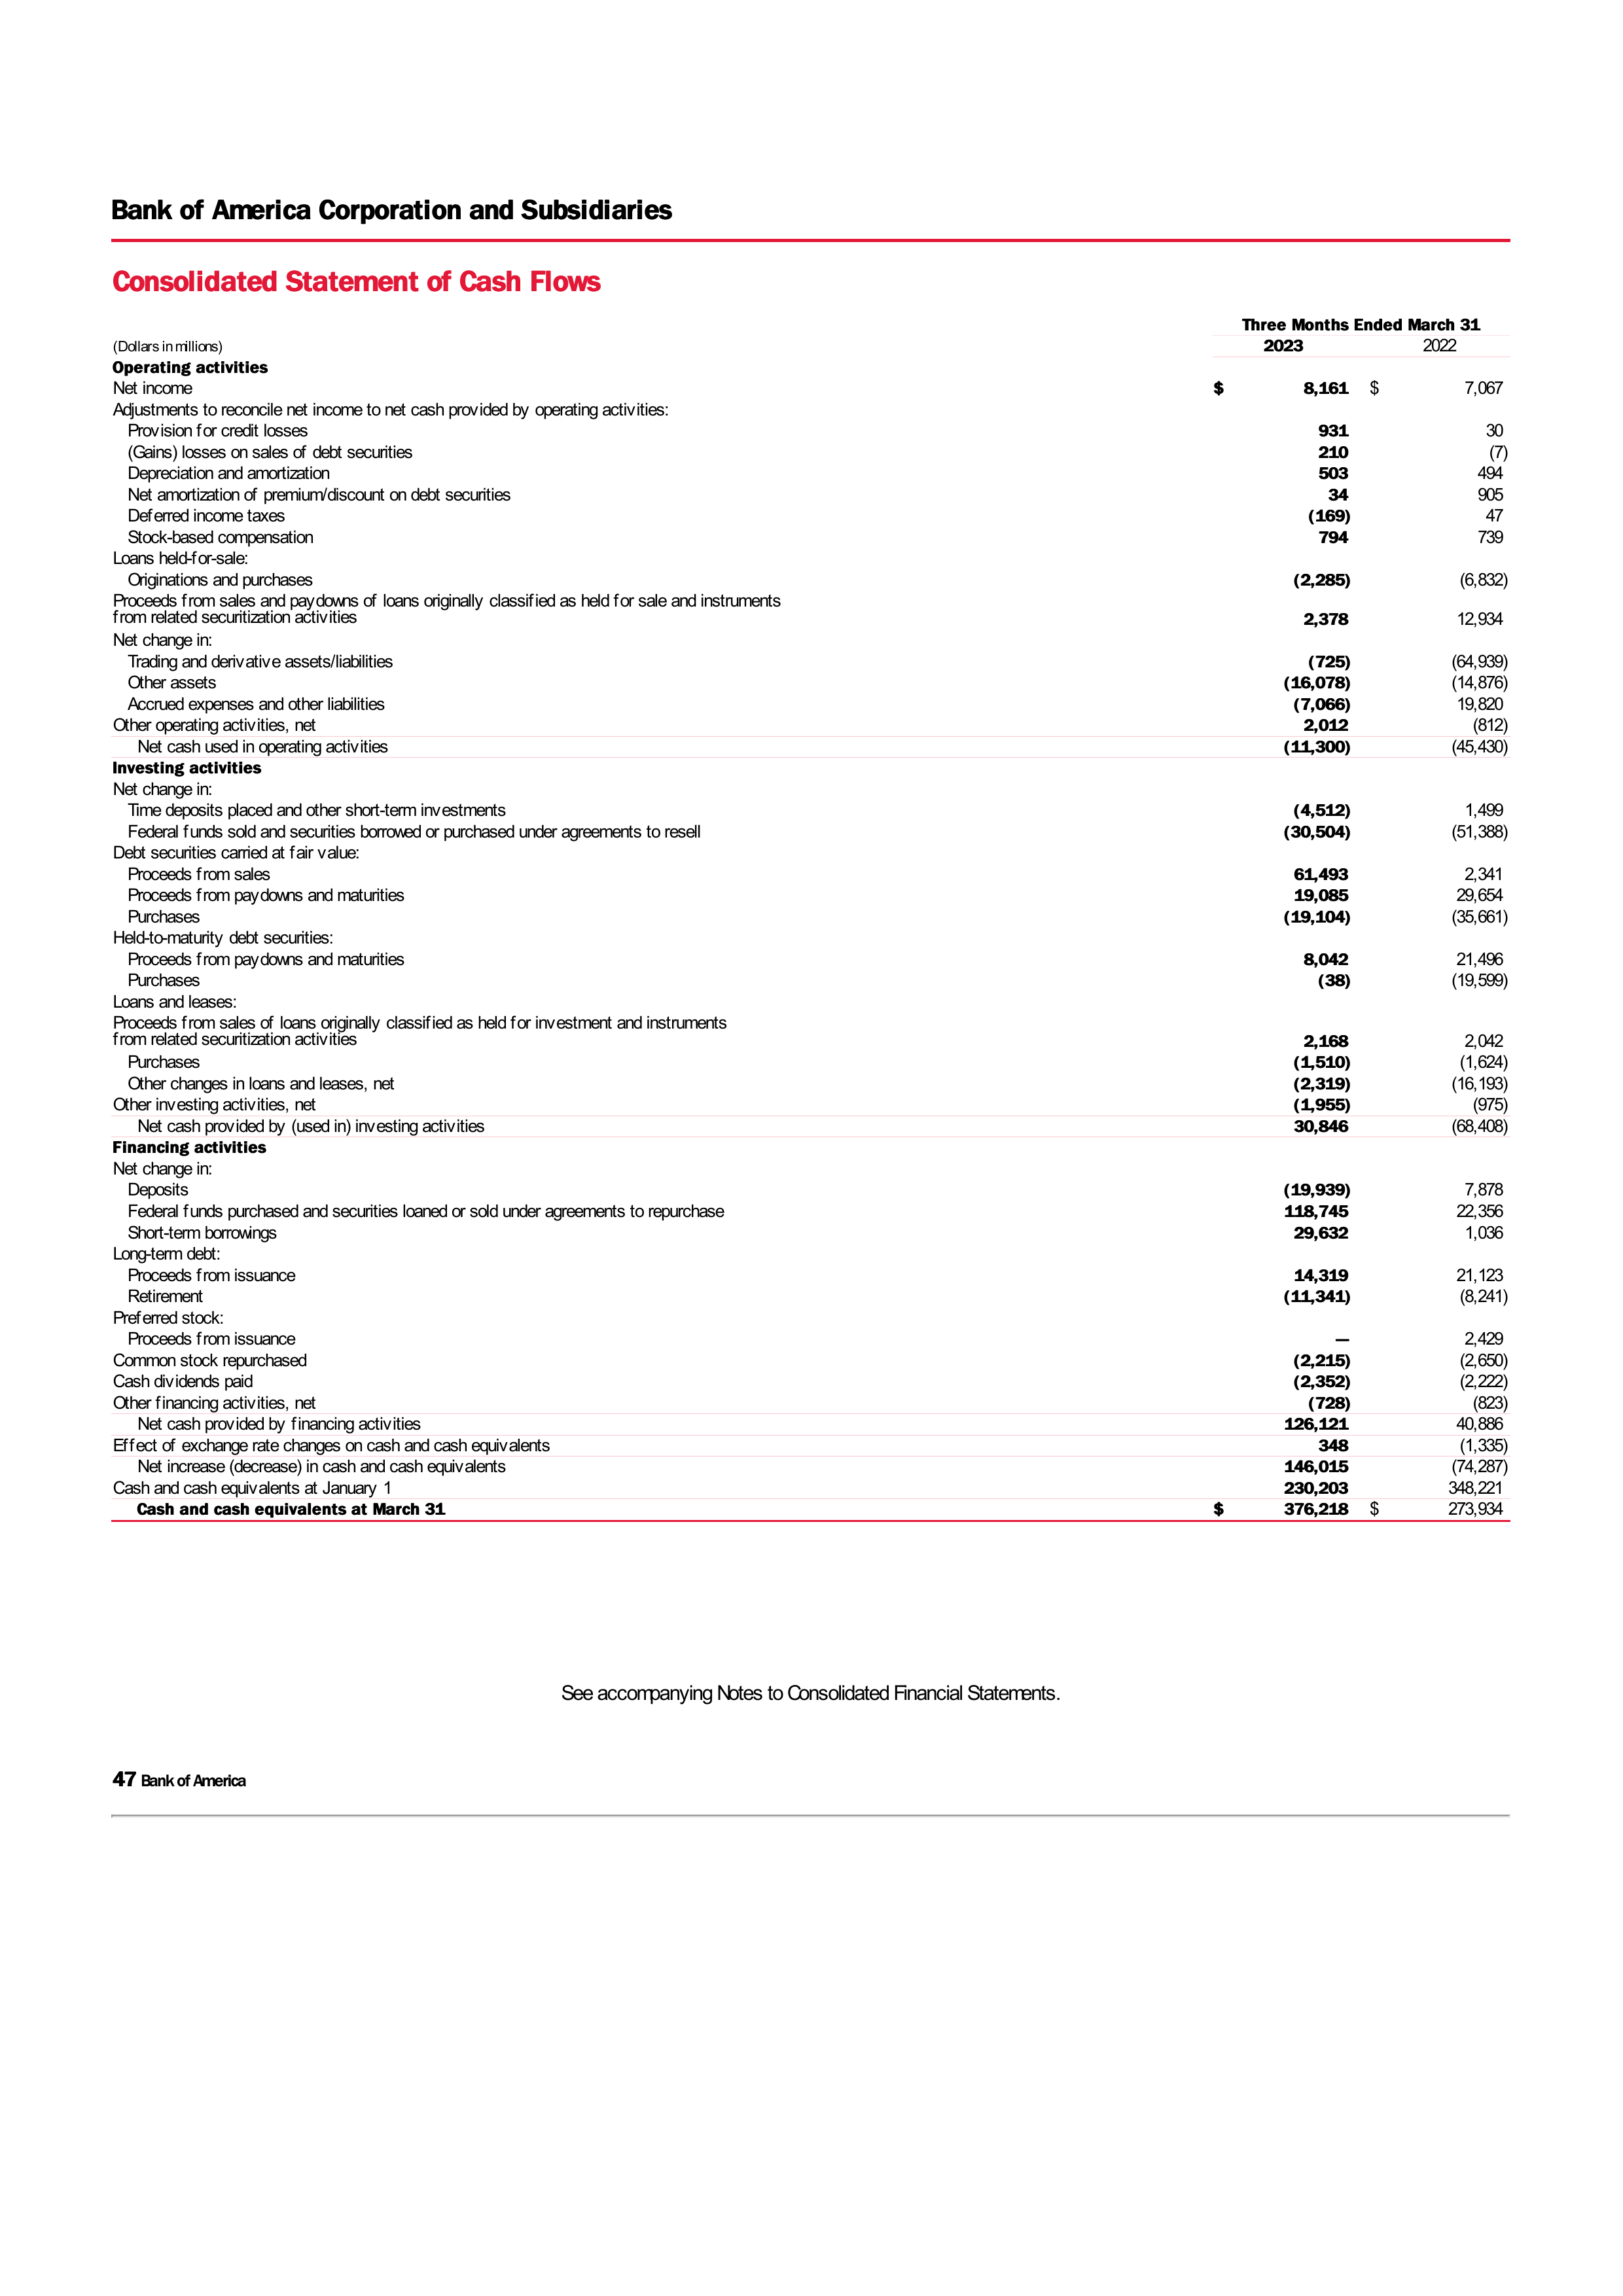 Bank of America Corporation and Subsidiaries
Consolidated Statement of Cash Flows
Three Months Ended March 31
(Dollars in millions) 2023 2022
Operating activities
Net income $ 8,161 $ 7,067
Adjustments to reconcile net income to net cash provided by operating activities:
Provision for credit losses 931 30
(Gains) losses on sales of debt securities 210 (7)
Depreciation and amortization 503 494
Net amortization of premium/discount on debt securities 34 905
Deferred income taxes (169) 47
Stock-based compensation 794 739
Loans held-for-sale:
Originations and purchases (2,285) (6,832)
Proceeds from sales and paydowns of loans originally classified as held for sale and instruments
from related securitization activities 2,378 12,934
Net change in:
Trading and derivative assets/liabilities (725) (64,939)
Other assets (16,078) (14,876)
Accrued expenses and other liabilities (7,066) 19,820
Other operating activities, net 2,012 (812)
Net cash used in operating activities (11,300) (45,430)
Investing activities
Net change in:
Time deposits placed and other short-term investments (4,512) 1,499
Federal funds sold and securities borrowed or purchased under agreements to resell (30,504) (51,388)
Debt securities carried at fair value:
Proceeds from sales 61,493 2,341
Proceeds from paydowns and maturities 19,085 29,654
Purchases (19,104) (35,661)
Held-to-maturity debt securities:
Proceeds from paydowns and maturities 8,042 21,496
Purchases (38) (19,599)
Loans and leases:
Proceeds from sales of loans originally classified as held for investment and instruments
from related securitization activities 2,168 2,042
Purchases (1,510) (1,624)
Other changes in loans and leases, net (2,319) (16,193)
Other investing activities, net (1,955) (975)
Net cash provided by (used in) investing activities 30,846 (68,408)
Financing activities
Net change in:
Deposits (19,939) 7,878
Federal funds purchased and securities loaned or sold under agreements to repurchase 118,745 22,356
Short-term borrowings 29,632 1,036
Long-term debt:
Proceeds from issuance 14,319 21,123
Retirement (11,341) (8,241)
Preferred stock:
Proceeds from issuance — 2,429
Common stock repurchased (2,215) (2,650)
Cash dividends paid (2,352) (2,222)
Other financing activities, net (728) (823)
Net cash provided by financing activities 126,121 40,886
Effect of exchange rate changes on cash and cash equivalents 348 (1,335)
Net increase (decrease) in cash and cash equivalents 146,015 (74,287)
Cash and cash equivalents at January 1 230,203 348,221
Cash and cash equivalents at March 31 $ 376,218 $ 273,934
See accompanying Notes to Consolidated Financial Statements.
47 Bank of America